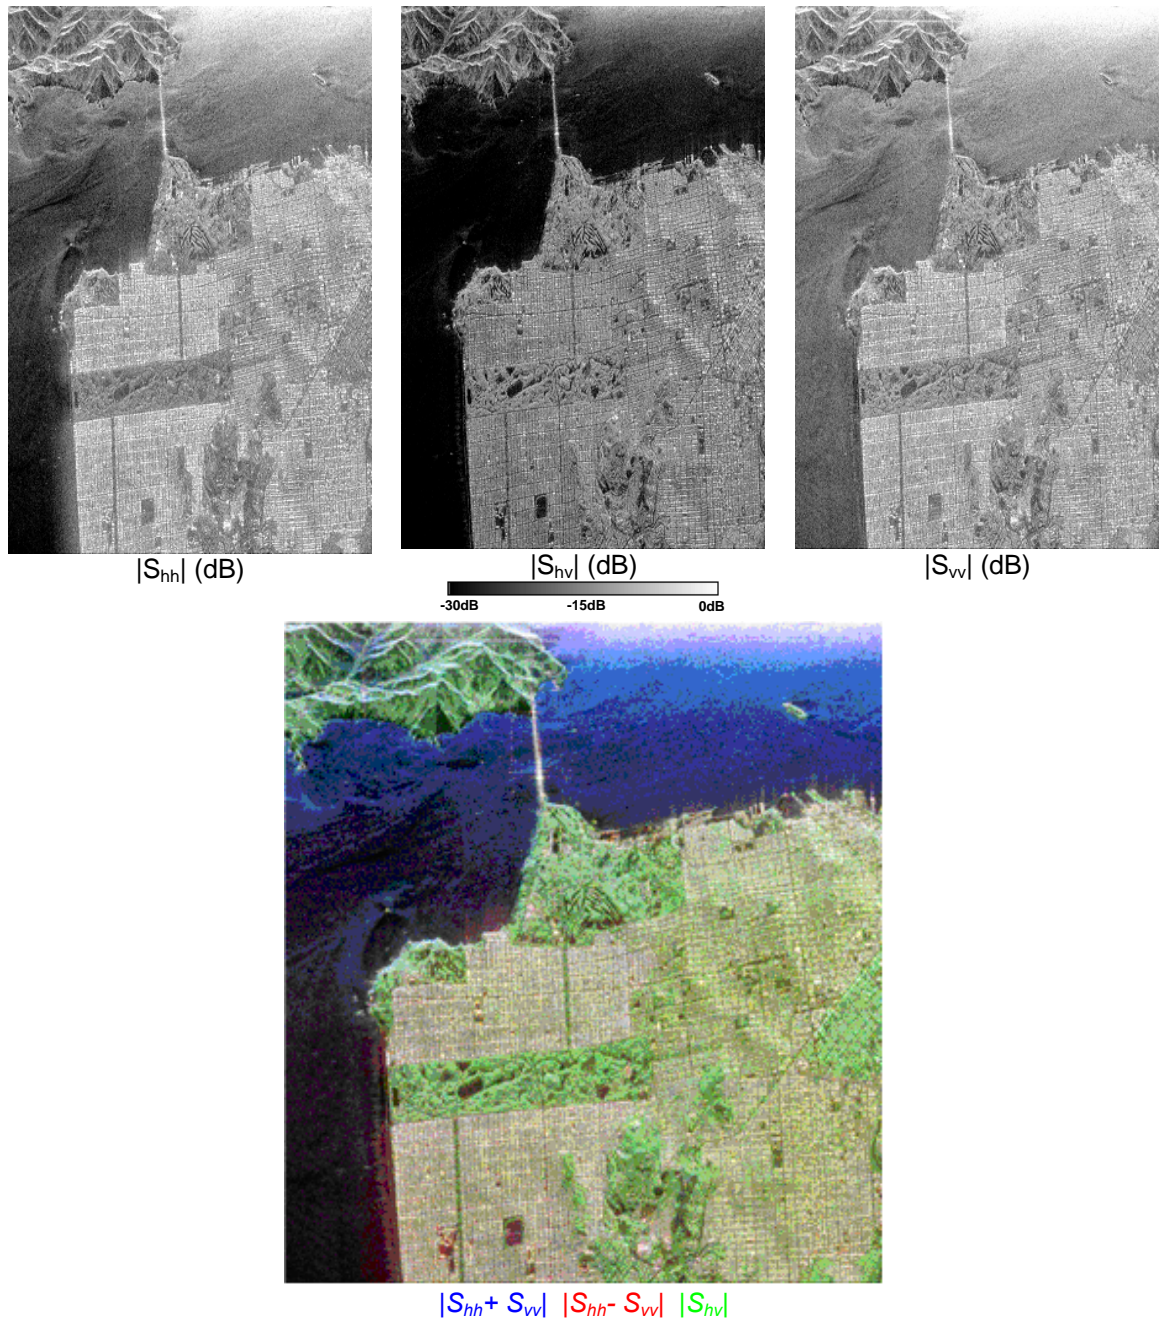 |Shh| (dB) |Shv| (dB) |Svv| (dB)
-30dB -15dB 0dB
|Shh+ Svv| |Shh- Svv| |Shv|